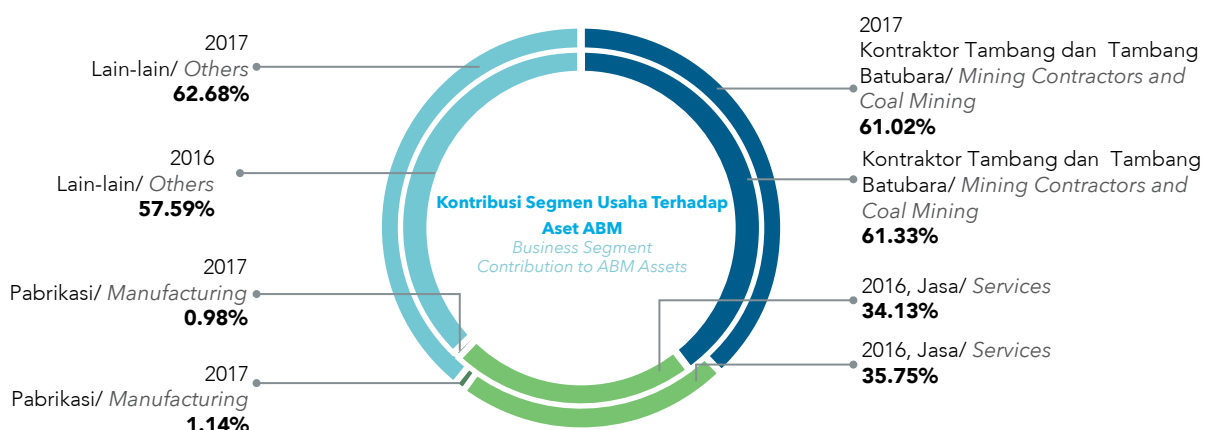 2017
Lain-lain/ Others
62.68%
2016
Lain-lain/ Others
57.59%
2017
Pabrikasi/ Manufacturing
0.98%
2017
Pabrikasi/ Manufacturing
1.14%
Kontribusi Segmen Usaha Terhadap
Aset ABM
Business Segment
Contribution to ABM Assets
2017
Kontraktor Tambang dan Tambang
Batubara/ Mining Contractors and
Coal Mining
61.02%
Kontraktor Tambang dan Tambang
Batubara/ Mining Contractors and
Coal Mining
61.33%
2016, Jasa/ Services
34.13%
2016, Jasa/ Services
35.75%